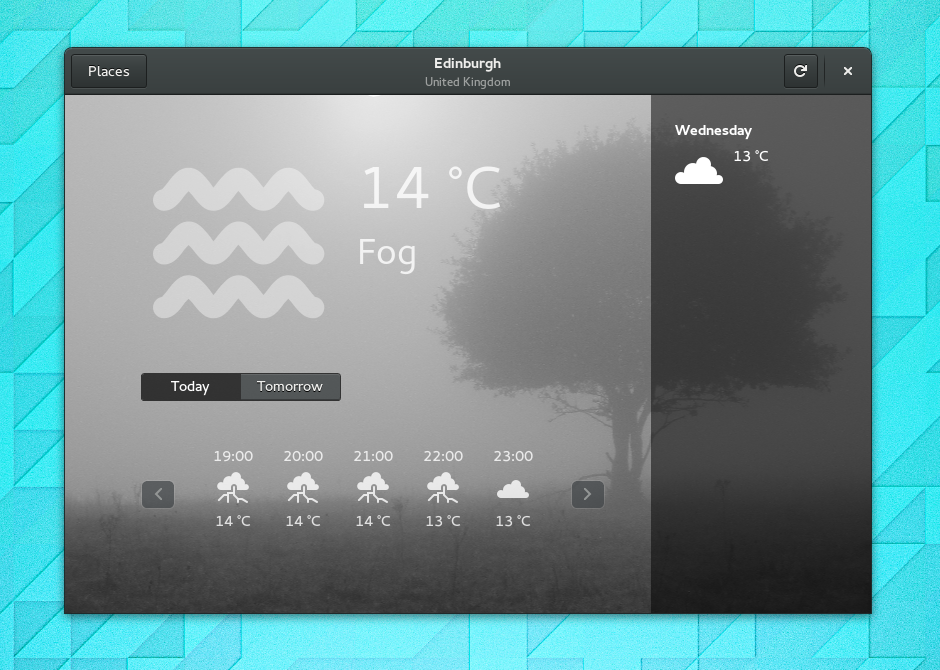 Places
Edinburgh
United Kingdom
14 °C
Fog
Today
Tomorrow
19:00 20:00 21:00 22:00 23:00
14 °C 14 °C 14 °C 13 °C 13 °C
Wednesday
13 °C